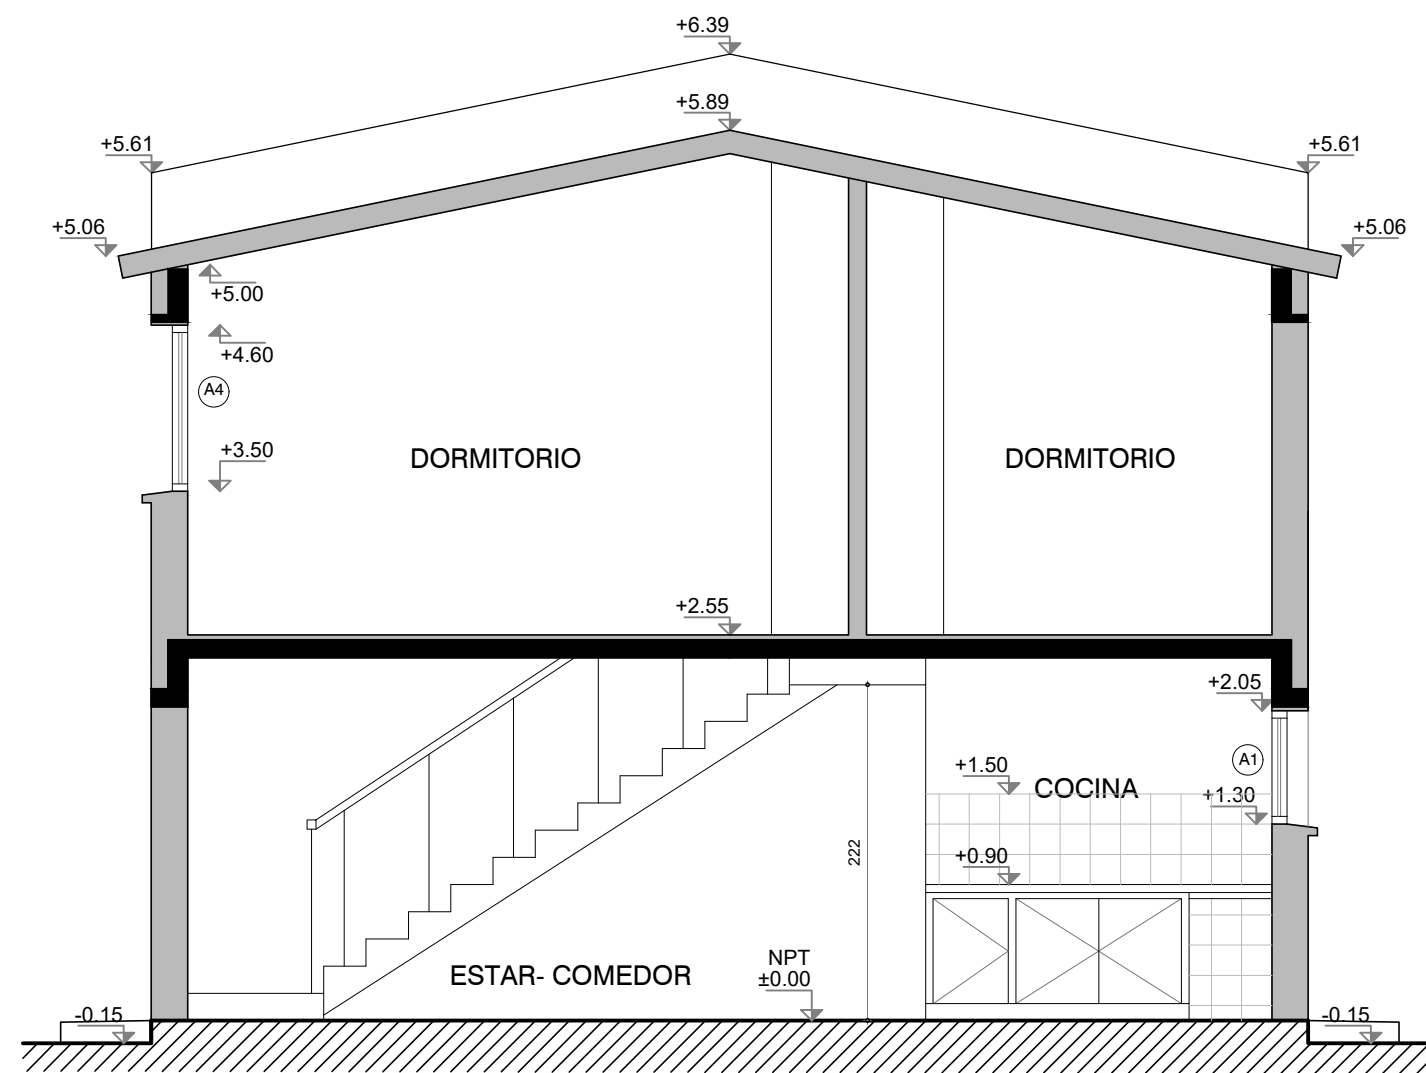 +6.39
+5.89
+5.61
+5.61
+5.06
+5.06
+5.00
+4.60
A4
+3.50
DORMITORIO
DORMITORIO
+2.55
+2.05
A1
+1.50
COCINA
+1.30
222
+0.90
NPT
±0.00
ESTAR- COMEDOR
-0.15
-0.15